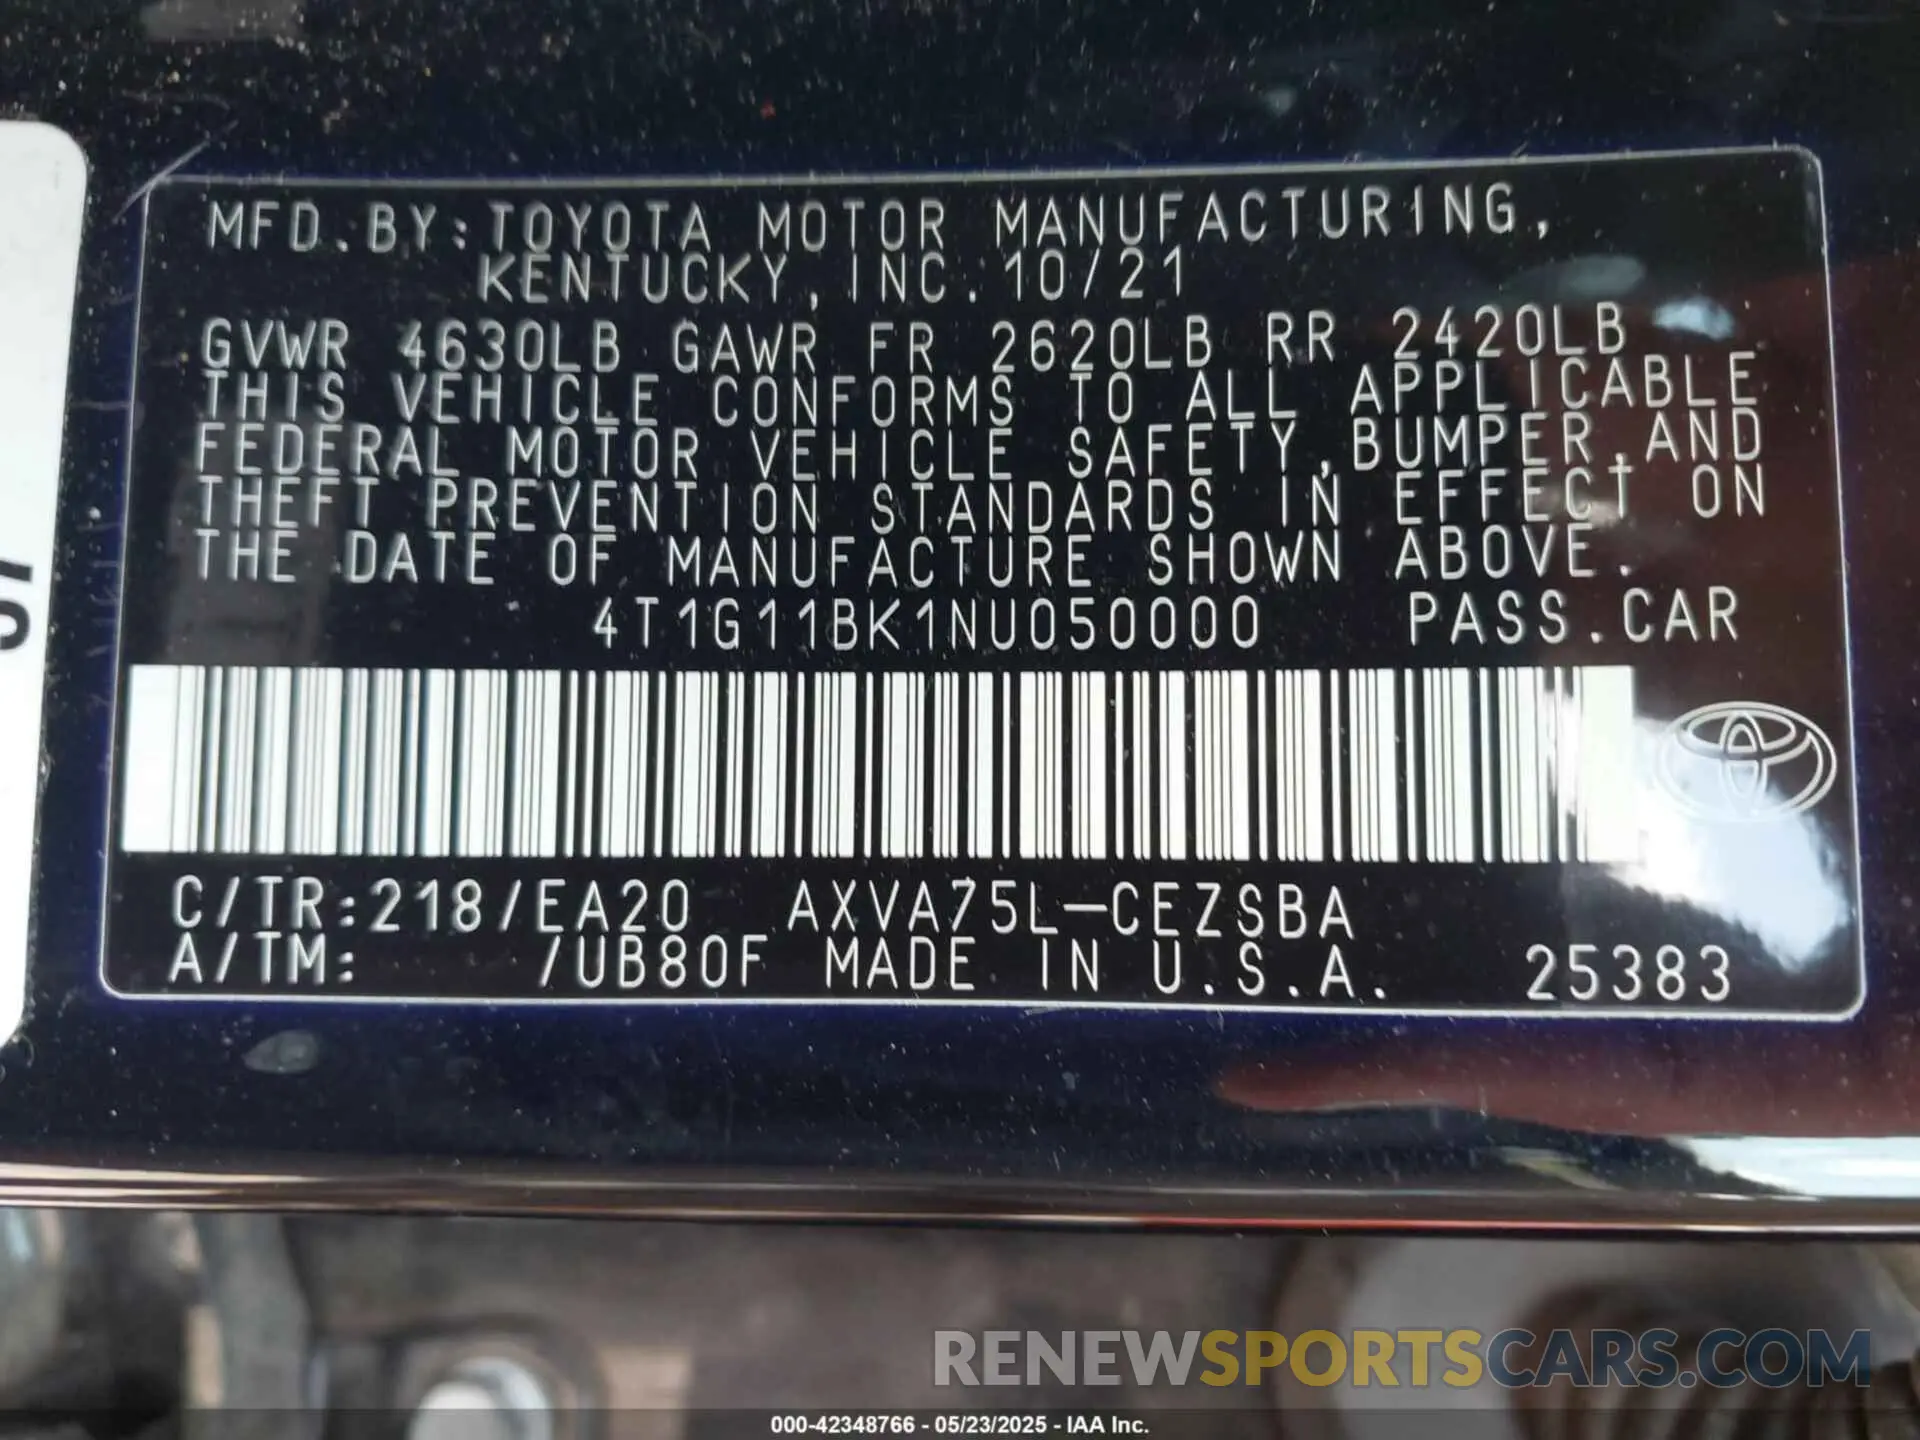 MFD.BY:TOYOTA MOTOR MANUFACTURING,
KENTUCKY,INC. 10/21
GVWR 4630LB GAWR FR 2620LB RR 2420LB
THIS VEHICLE CONFORMS TO ALL APPLICABLE
FEDERAL MOTOR VEHICLE SAFETY,BUMPER,AND
THEFT PREVENTION STANDARDS IN EFFECT ON
THE DATE OF MANUFACTURE SHOWN ABOVE.
4T1G11BK1NU050000 PASS.CAR
C/TR:218/EA20 AXVA75L-CEZSBA
A/TM: /UB80F MADE IN U.S.A. 25383
RENEWSPORTSCARS.COM
000-42348766 - 05/23/2025 - IAA Inc.